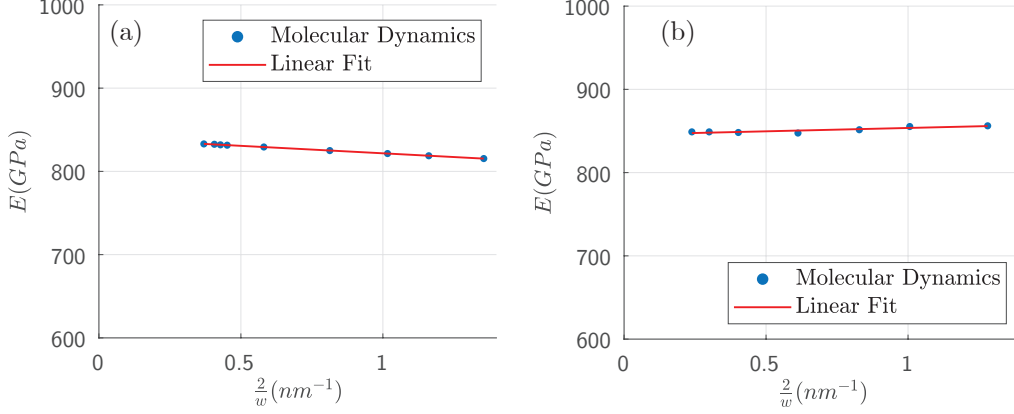 (a)
Molecular Dynamics
Linear Fit
1000
900
800
700
600
E(GPa)
0
0.5
1
2/w (nm⁻¹)
(b)
1000
900
800
700
600
E(GPa)
Molecular Dynamics
Linear Fit
0
0.5
1
2/w (nm⁻¹)